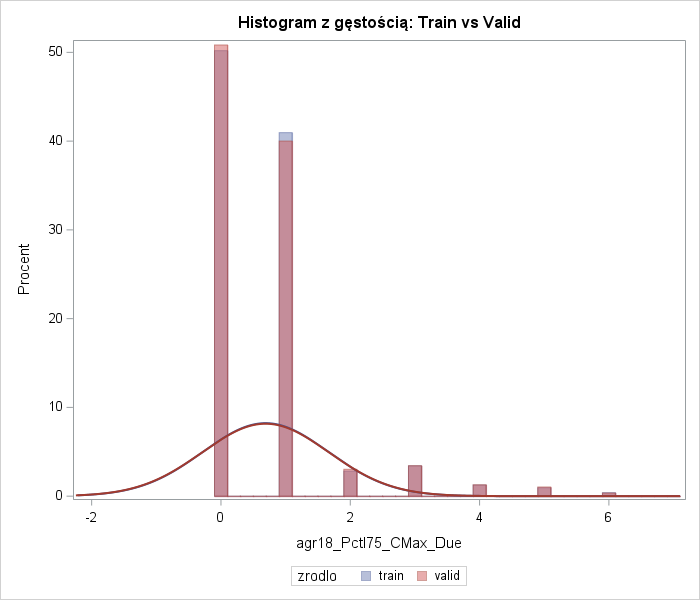 Histogram z gęstością: Train vs Valid
50
40
30
20
10
0
Procent
-2 0 2 4 6
agr18_Pctl75_CMax_Due
zrodlo train valid